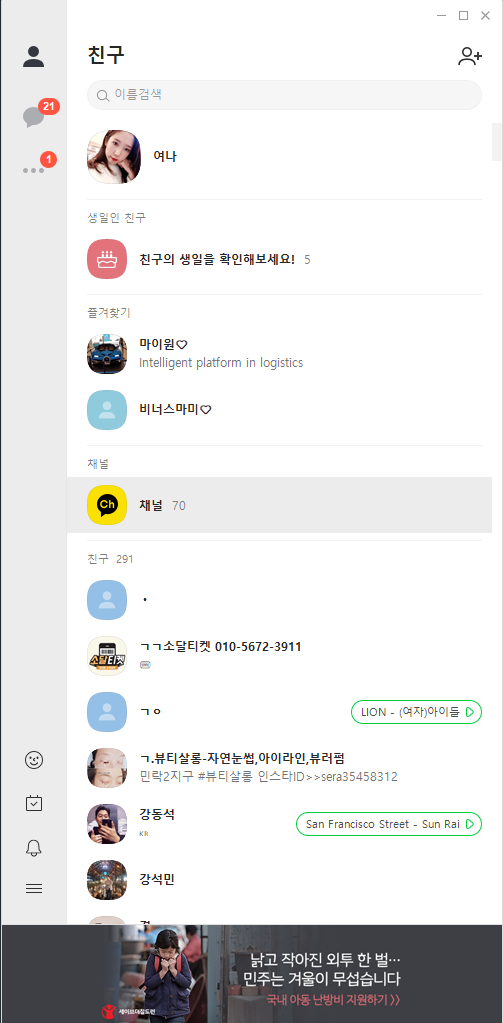 친구
21
이름검색
1
여나
생일인 친구
친구의 생일을 확인해보세요! 5
즐겨찾기
마이원♡
Intelligent platform in logistics
비너스마미♡
채널
Ch
채널 70
친구 291
.
ㄱㄱ소달티켓 010-5672-3911
소달티켓
ㄱㅇ
LION - (여자)아이들
ㄱ.뷰티살롱-자연눈썹,아이라인,뷰러펌
민락2지구 #뷰티살롱 인스타ID>>sera35458312
강동석
KR
San Francisco Street - Sun Rai
강석민
낡고 작아진 외투 한 벌…
민주는 겨울이 무섭습니다
국내 아동 난방비 지원하기 >>
세이브더칠드런